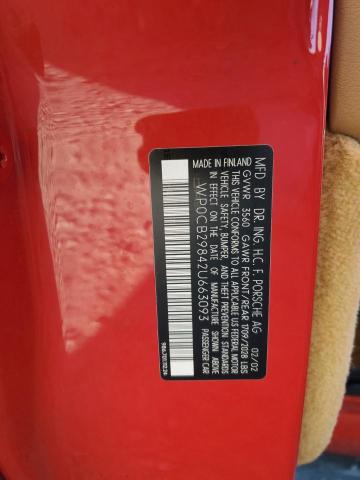 MFD. BY DR. ING. H.C. F. PORSCHE AG 02/02
GVWR 3560 GAWR FRONT/REAR 1709/2028 LBS
THIS VEHICLE CONFORMS TO ALL APPLICABLE FEDERAL MOTOR
VEHICLE SAFETY, BUMPER, AND THEFT PREVENTION STANDARDS
IN EFFECT ON THE DATE OF MANUFACTURE SHOWN ABOVE.
WP0CB29842U663093 PASSENGER CAR
MADE IN FINLAND